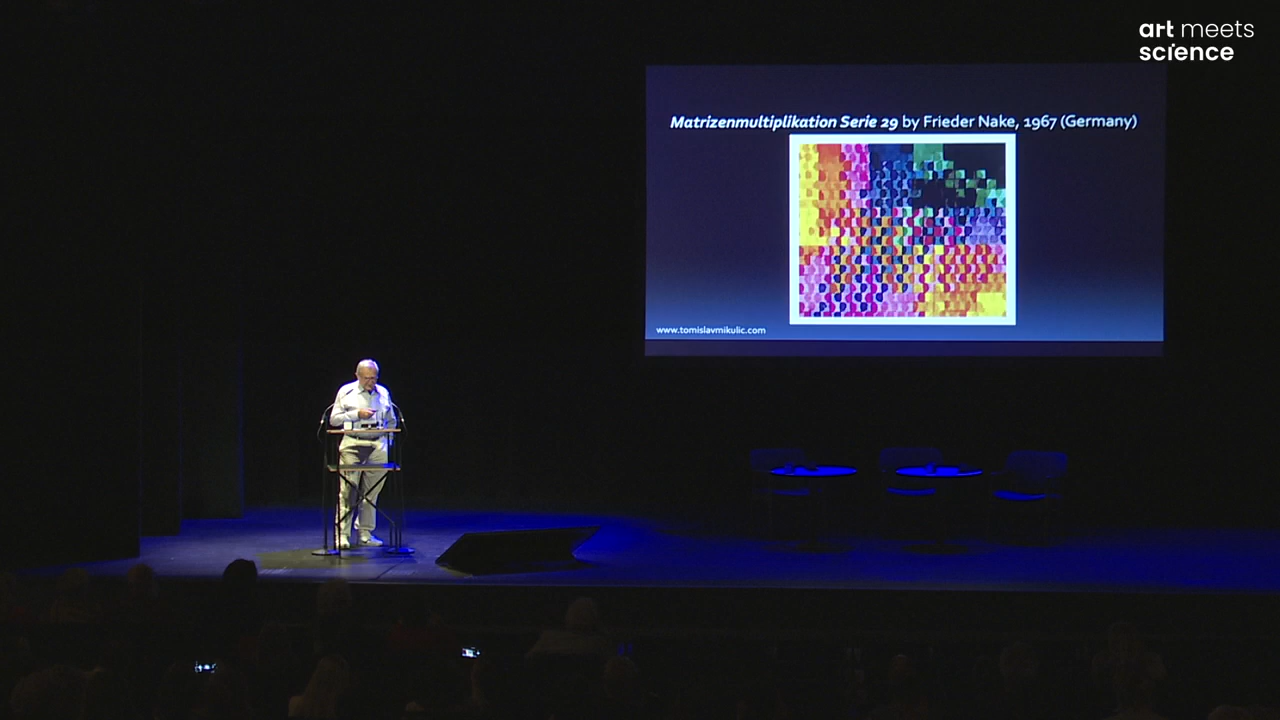 art meets
science
Matrizenmultiplikation Serie 29 by Frieder Nake, 1967 (Germany)
www.tomislavmikulic.com